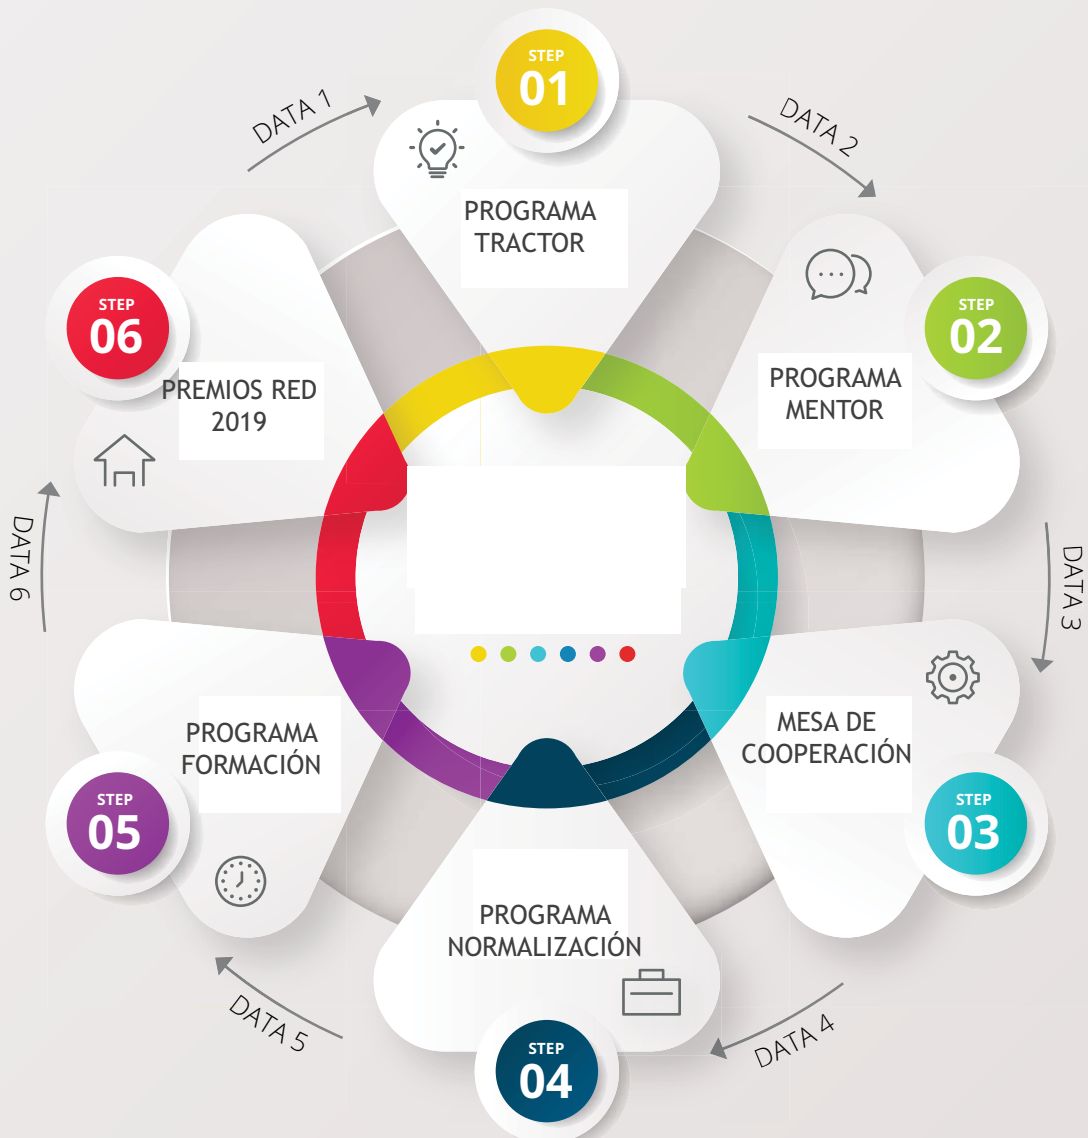 STEP
01
PROGRAMA
TRACTOR
DATA 1
DATA 2
STEP
02
PROGRAMA
MENTOR
DATA 3
MESA DE
COOPERACIÓN
STEP
03
DATA 4
PROGRAMA
NORMALIZACIÓN
STEP
04
DATA 5
PROGRAMA
FORMACIÓN
STEP
05
DATA 6
STEP
06
PREMIOS RED
2019